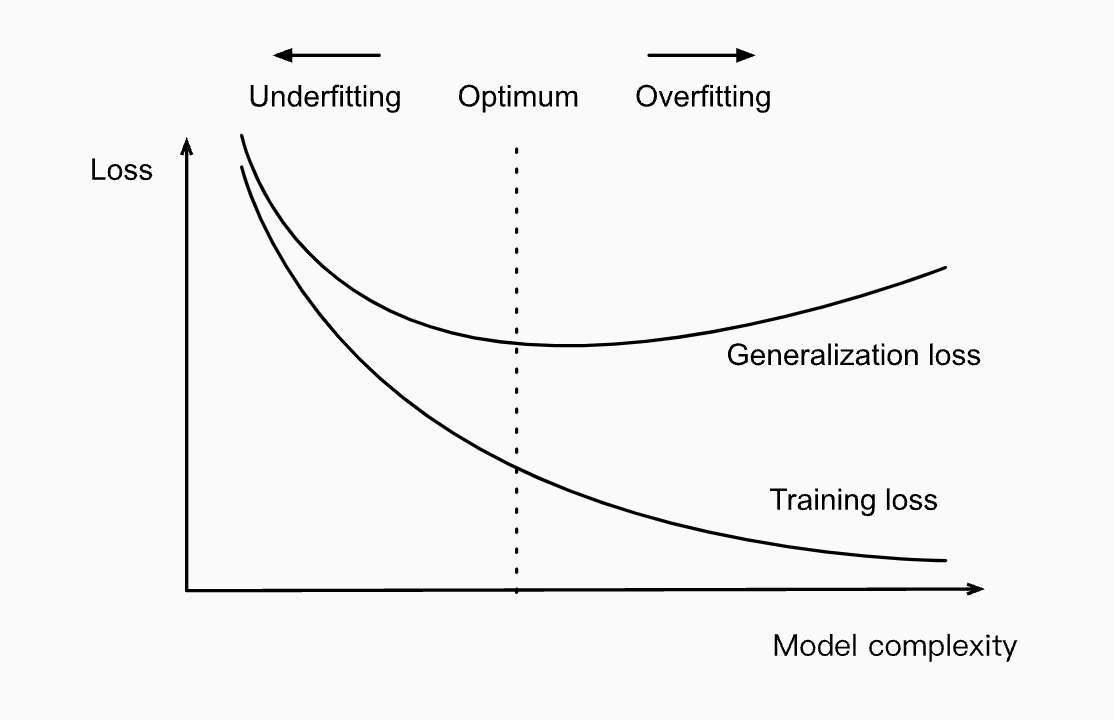 Underfitting
Optimum
Overfitting
Loss
Generalization loss
Training loss
Model complexity